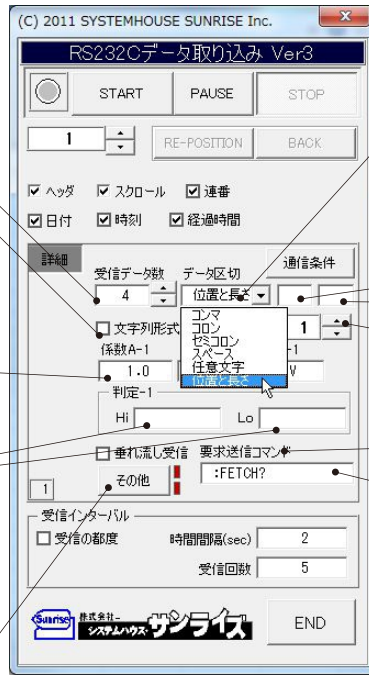 (C) 2011 SYSTEMHOUSE SUNRISE Inc.
RS232Cデータ取り込み Ver3
START PAUSE STOP
1 RE-POSITION BACK
ヘッダ スクロール 連番
日付 時刻 経過時間
詳細
受信データ数 データ区切 通信条件
4 位置と長さ
コンマ
コロン
セミコロン
スペース
任意文字
位置と長さ
文字列形式 1
係数A-1 -1
1.0 V
判定-1
Hi Lo
垂れ流し受信 要求送信コマンド
その他 :FETCH?
1
受信インターバル
受信の都度 時間間隔(sec) 2
受信回数 5
Sunrise 株式会社 システムハウス サンライズ END